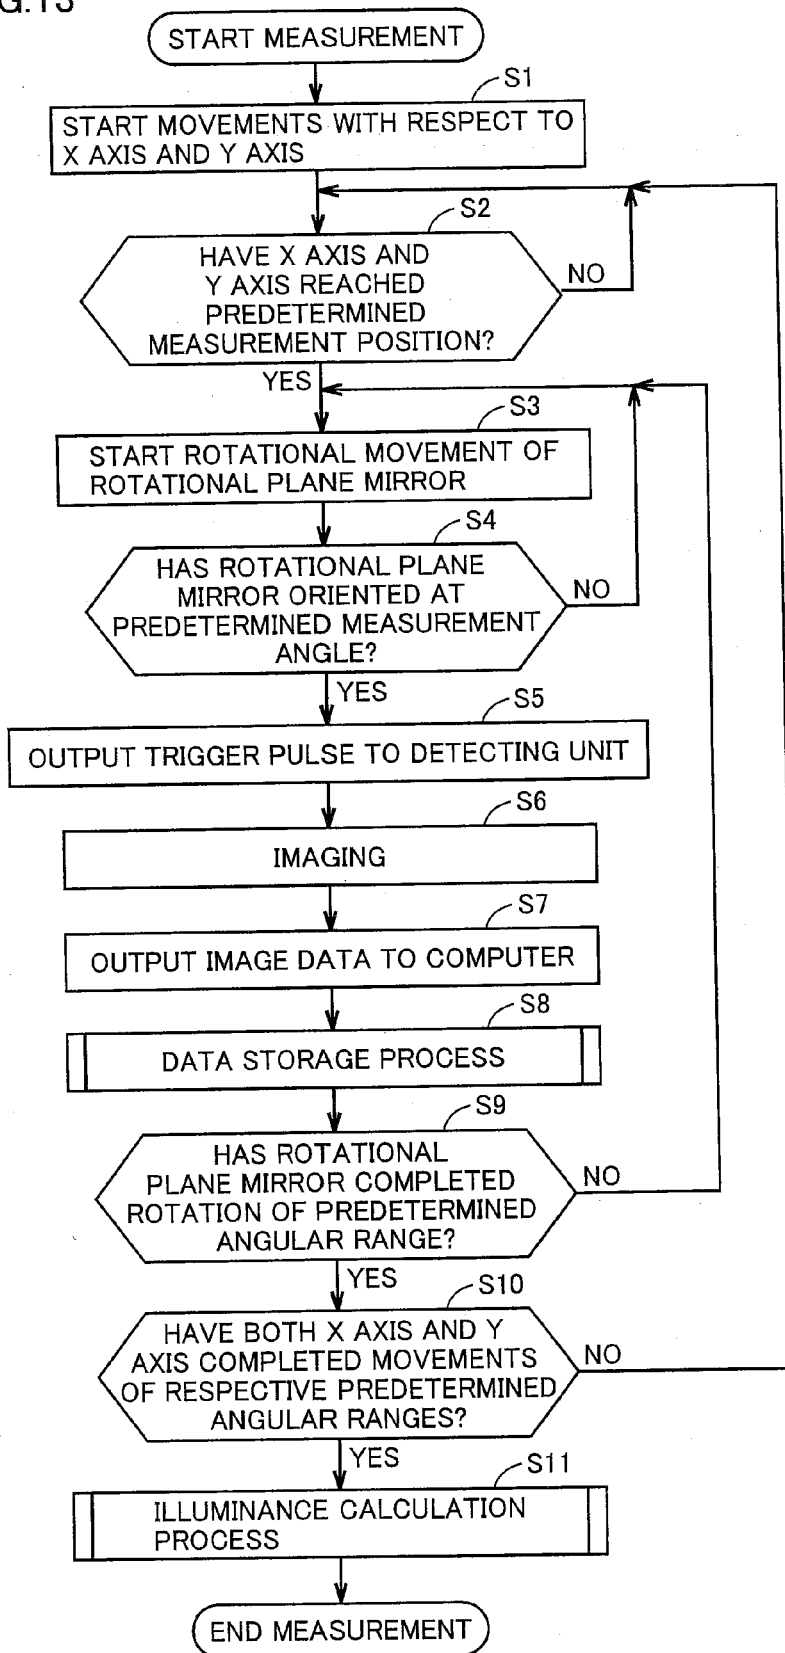 G.13
START MEASUREMENT
S1
START MOVEMENTS WITH RESPECT TO
X AXIS AND Y AXIS
S2
HAVE X AXIS AND
Y AXIS REACHED
PREDETERMINED
MEASUREMENT POSITION?
NO
YES
S3
START ROTATIONAL MOVEMENT OF
ROTATIONAL PLANE MIRROR
S4
HAS ROTATIONAL PLANE
MIRROR ORIENTED AT
PREDETERMINED MEASUREMENT
ANGLE?
NO
YES
S5
OUTPUT TRIGGER PULSE TO DETECTING UNIT
S6
IMAGING
S7
OUTPUT IMAGE DATA TO COMPUTER
S8
DATA STORAGE PROCESS
S9
HAS ROTATIONAL
PLANE MIRROR COMPLETED
ROTATION OF PREDETERMINED
ANGULAR RANGE?
NO
YES
S10
HAVE BOTH X AXIS AND Y
AXIS COMPLETED MOVEMENTS
OF RESPECTIVE PREDETERMINED
ANGULAR RANGES?
NO
YES
S11
ILLUMINANCE CALCULATION
PROCESS
END MEASUREMENT